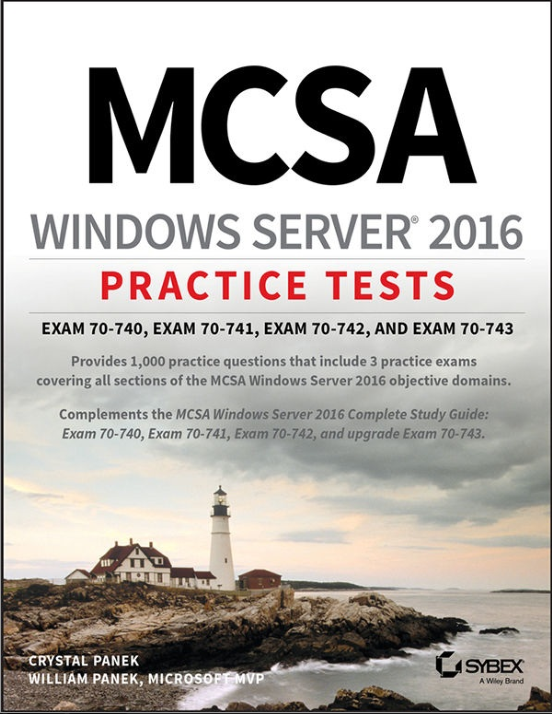 MCSA
WINDOWS SERVER® 2016
PRACTICE TESTS
EXAM 70-740, EXAM 70-741, EXAM 70-742, AND EXAM 70-743
Provides 1,000 practice questions that include 3 practice exams
covering all sections of the MCSA Windows Server 2016 objective domains.
Complements the MCSA Windows Server 2016 Complete Study Guide:
Exam 70-740, Exam 70-741, Exam 70-742, and upgrade Exam 70-743.
CRYSTAL PANEK
WILLIAM PANEK, MICROSOFT MVP
SYBEX
A Wiley Brand